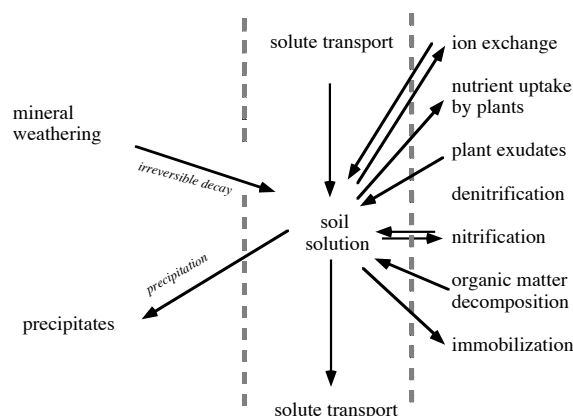 solute transport
ion exchange
nutrient uptake
by plants
mineral
weathering
plant exudates
irreversible decay
denitrification
soil
solution
nitrification
precipitation
organic matter
decomposition
precipitates
immobilization
solute transport